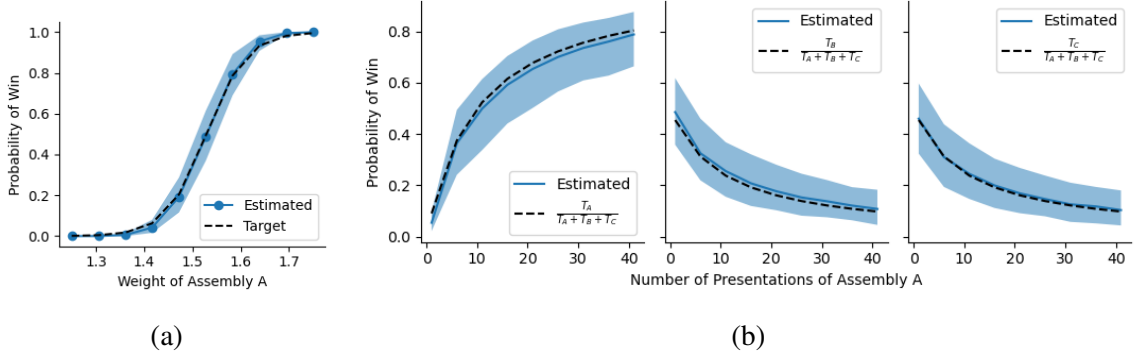 1.0
0.8
0.6
0.4
0.2
0.0
Probability of Win
Estimated
Target
1.3 1.4 1.5 1.6 1.7
Weight of Assembly A
(a)
0.8
0.6
0.4
0.2
0.0
Probability of Win
Estimated
T_A / T_A + T_B + T_C
0 10 20 30 40
Estimated
T_B / T_A + T_B + T_C
0 10 20 30 40
Estimated
T_C / T_A + T_B + T_C
0 10 20 30 40
Number of Presentations of Assembly A
(b)